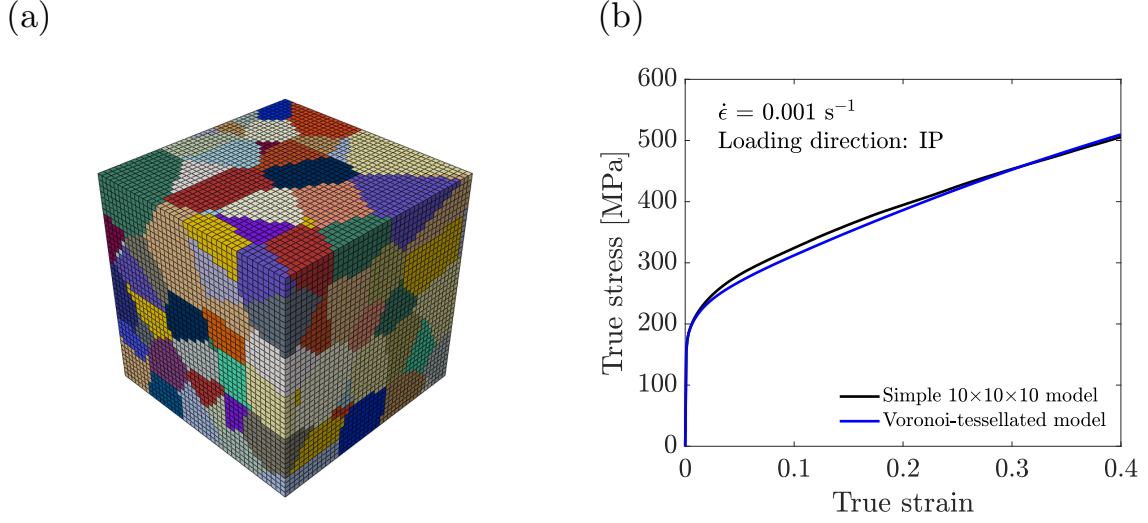 (a)
(b)
600
500
400
300
200
100
0
True stress [MPa]
ε̇ = 0.001 s⁻¹
Loading direction: IP
Simple 10×10×10 model
Voronoi-tessellated model
0 0.1 0.2 0.3 0.4
True strain